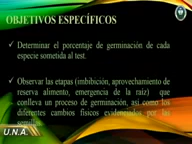 OBJETIVOS ESPECÍFICOS
✓ Determinar el porcentaje de germinación de cada
especie sometida al test.
✓ Observar las etapas (imbibición, aprovechamiento de
reserva alimento, emergencia de la raíz) que
conlleva un proceso de germinación, así como los
diferentes cambios físicos evidenciados por las
semillas.
U.N.A.